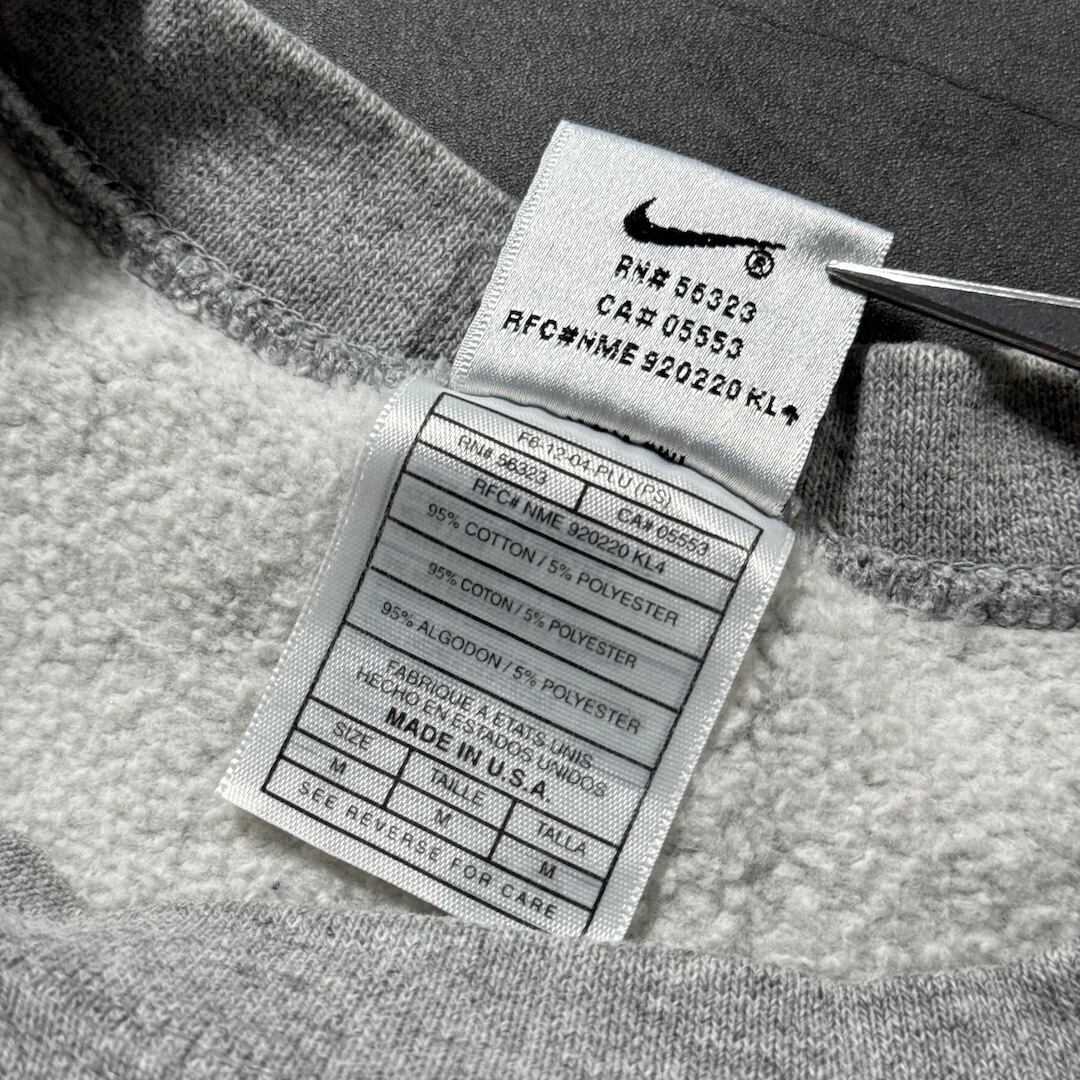 ®
RN# 56323
CA# 05553
RFC#NME 920220 KL4
F6-12-04 PLU (PS)
RN# 56323 CA# 05553
RFC# NME 920220 KL4
95% COTTON / 5% POLYESTER
95% COTON / 5% POLYESTER
95% ALGODON / 5% POLYESTER
FABRIQUE A ETATS UNIS
HECHO EN ESTADOS UNIDOS
MADE IN U.S.A.
SIZE TAILLE TALLA
M M M
SEE REVERSE FOR CARE